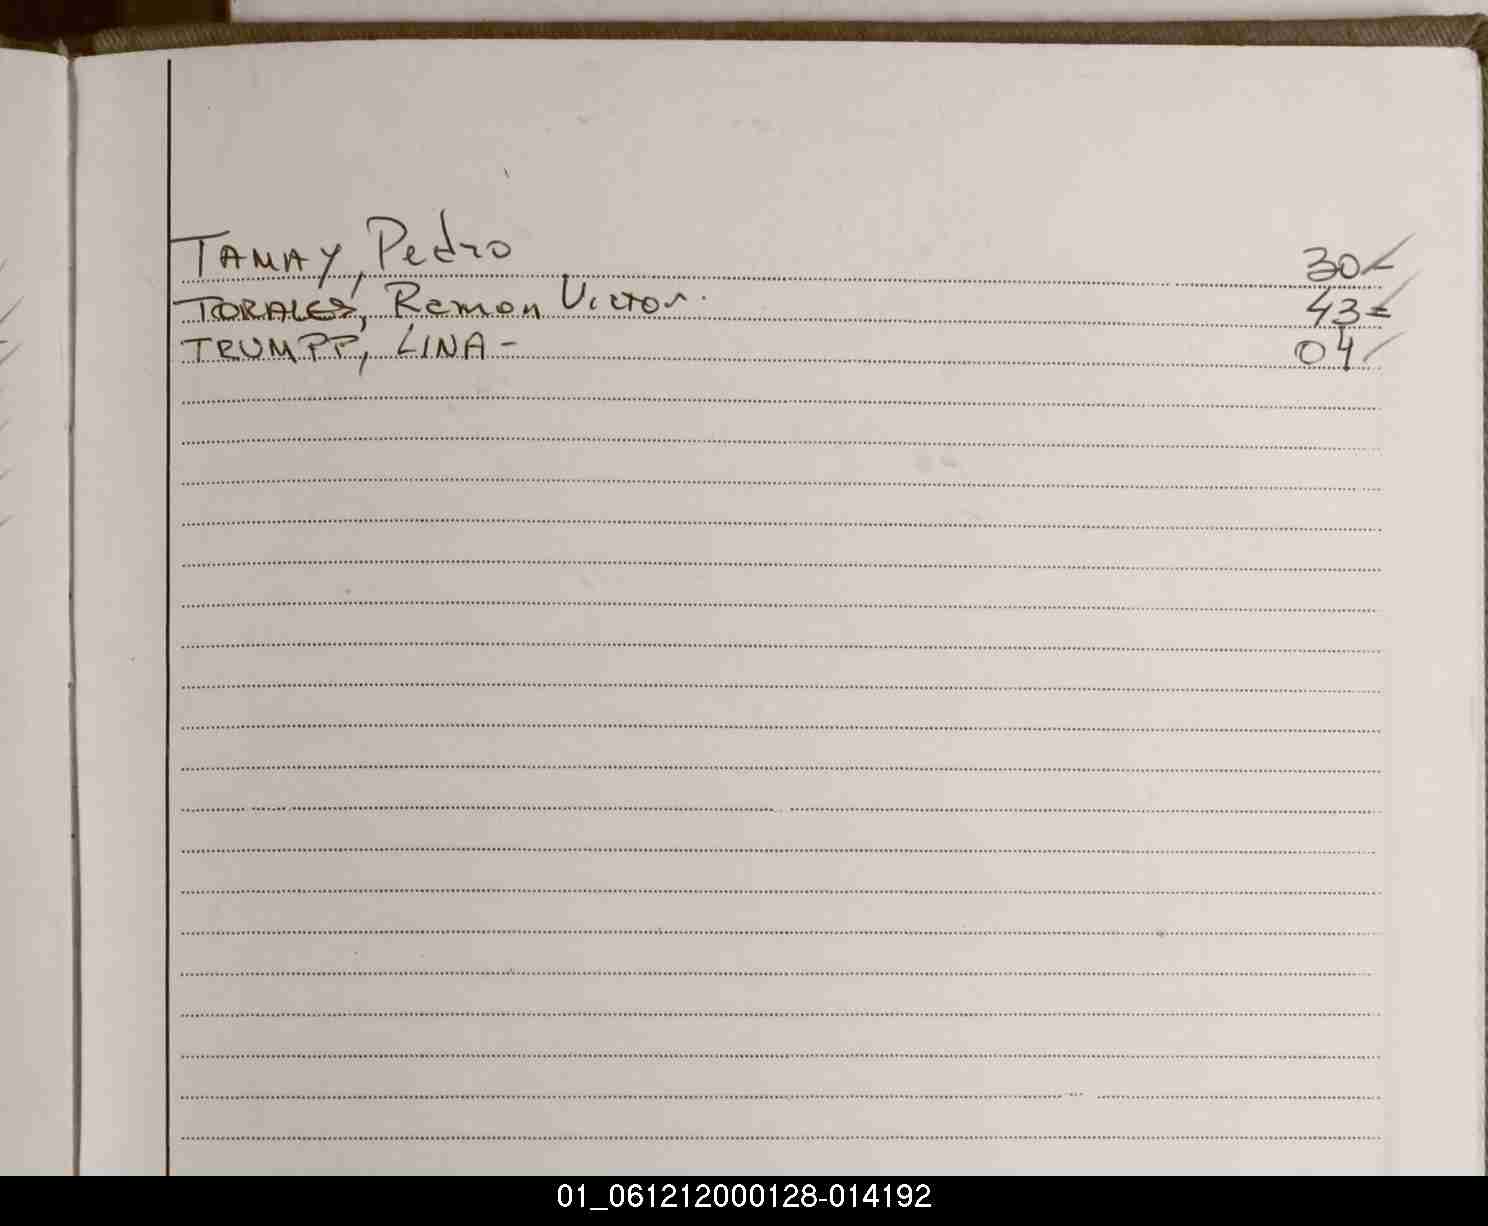 TAMAY, Pedro 30
TORALES, Ramon Victor. 43
TRUMPP, LINA - 04
01_061212000128-014192